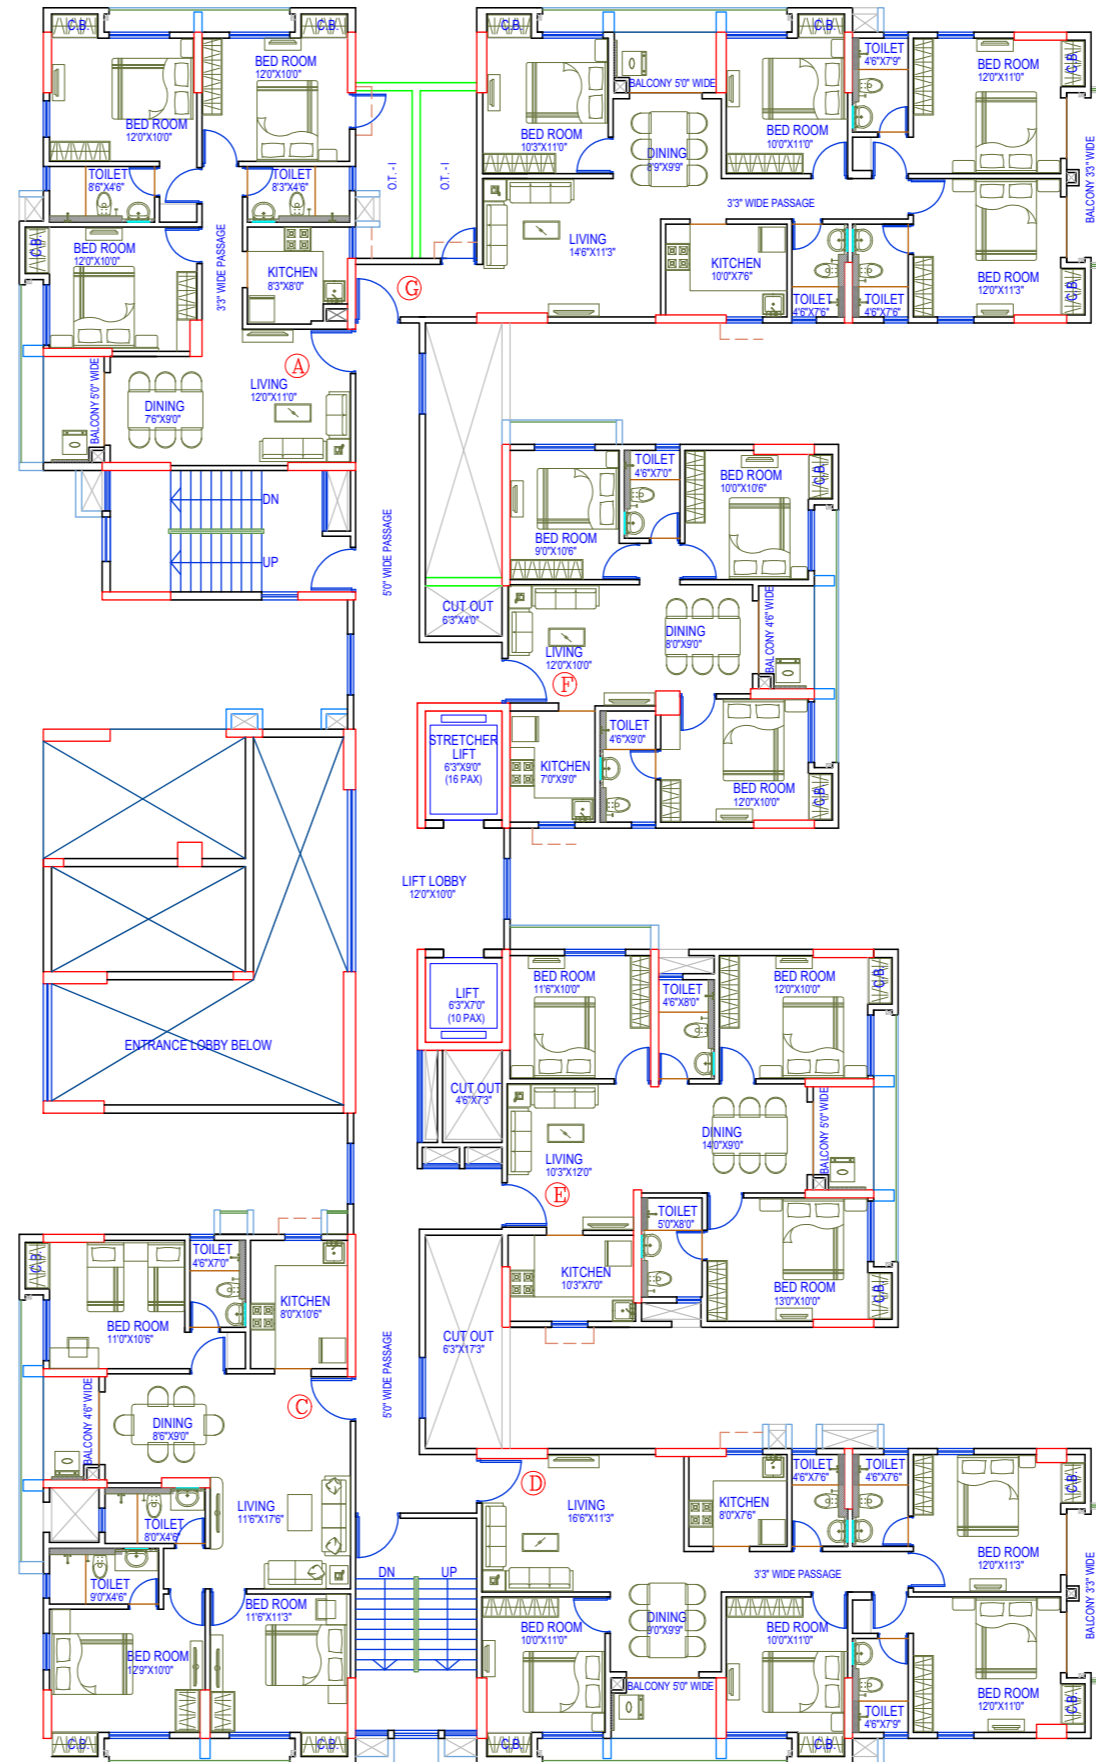 C.B.
C.B.
BED ROOM
12'0"X10'0"
BED ROOM
12'0"X10'0"
TOILET
8'6"X4'6"
TOILET
8'3"X4'6"
O.T. - I
O.T. - I
C.B.
BED ROOM
12'0"X10'0"
3'3" WIDE PASSAGE
KITCHEN
8'3"X8'0"
G
A
BALCONY 5'0" WIDE
LIVING
12'0"X11'0"
DINING
7'6"X9'0"
DN
UP
5'0" WIDE PASSAGE
C.B.
C.B.
BALCONY 5'0" WIDE
BED ROOM
10'3"X11'0"
DINING
8'9"X9'9"
BED ROOM
10'0"X11'0"
TOILET
4'6"X7'9"
BED ROOM
12'0"X11'0"
C.B.
BALCONY 3'3" WIDE
3'3" WIDE PASSAGE
LIVING
14'6"X11'3"
KITCHEN
10'0"X7'6"
TOILET
4'6"X7'6"
TOILET
4'6"X7'6"
BED ROOM
12'0"X11'3"
C.B.
TOILET
4'6"X7'0"
BED ROOM
10'0"X10'6"
C.B.
BED ROOM
9'0"X10'6"
CUT OUT
6'3"X4'0"
LIVING
12'0"X10'0"
DINING
8'0"X9'0"
BALCONY 4'6" WIDE
F
STRETCHER
LIFT
6'3"X9'0"
(16 PAX)
KITCHEN
7'0"X9'0"
TOILET
4'6"X9'0"
BED ROOM
12'0"X10'0"
C.B.
LIFT LOBBY
12'0"X10'0"
LIFT
6'3"X7'0"
(10 PAX)
BED ROOM
11'6"X10'0"
TOILET
4'6"X8'0"
BED ROOM
12'0"X10'0"
C.B.
ENTRANCE LOBBY BELOW
CUT OUT
4'6"X7'3"
LIVING
10'3"X12'0"
DINING
14'0"X9'0"
BALCONY 5'0" WIDE
E
KITCHEN
10'3"X7'0"
TOILET
5'0"X8'0"
BED ROOM
13'0"X10'0"
C.B.
CUT OUT
6'3"X17'3"
5'0" WIDE PASSAGE
C.B.
BED ROOM
11'0"X10'6"
TOILET
4'6"X7'0"
KITCHEN
8'0"X10'6"
C
BALCONY 4'6" WIDE
DINING
8'6"X9'0"
LIVING
11'6"X17'6"
TOILET
8'0"X4'6"
TOILET
9'0"X4'6"
BED ROOM
12'9"X10'0"
BED ROOM
11'6"X11'3"
C.B.
C.B.
DN
UP
D
LIVING
16'6"X11'3"
KITCHEN
8'0"X7'6"
TOILET
4'6"X7'6"
TOILET
4'6"X7'6"
BED ROOM
12'0"X11'3"
C.B.
3'3" WIDE PASSAGE
BALCONY 3'3" WIDE
BED ROOM
10'0"X11'0"
DINING
9'0"X9'9"
BED ROOM
10'0"X11'0"
BALCONY 5'0" WIDE
TOILET
4'6"X7'9"
BED ROOM
12'0"X11'0"
C.B.
C.B.
C.B.